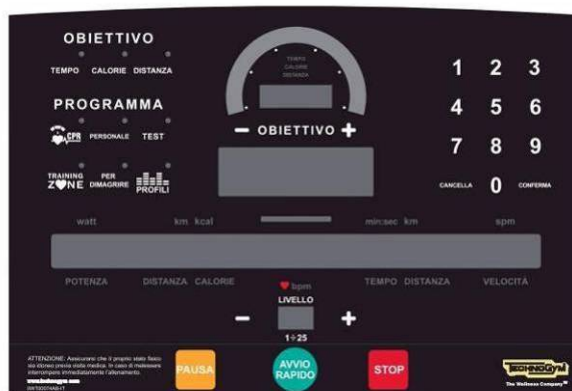 OBIETTIVO
TEMPO CALORIE DISTANZA
PROGRAMMA
CPR PERSONALE TEST
TRAINING ZONE PER DIMAGRIRE PROFILI
TEMPO
CALORIE
DISTANZA
- OBIETTIVO +
1 2 3
4 5 6
7 8 9
CANCELLA 0 CONFERMA
watt km kcal min:sec km spm
POTENZA DISTANZA CALORIE TEMPO DISTANZA VELOCITÀ
bpm
LIVELLO
- +
1÷25
ATTENZIONE: Assicurarsi che il proprio stato fisico
sia idoneo previa visita medica. In caso di malessere
interrompere immediatamente l'allenamento.
www.technogym.com
PAUSA
AVVIO
RAPIDO
STOP
TECHNOGYM
The Wellness Company